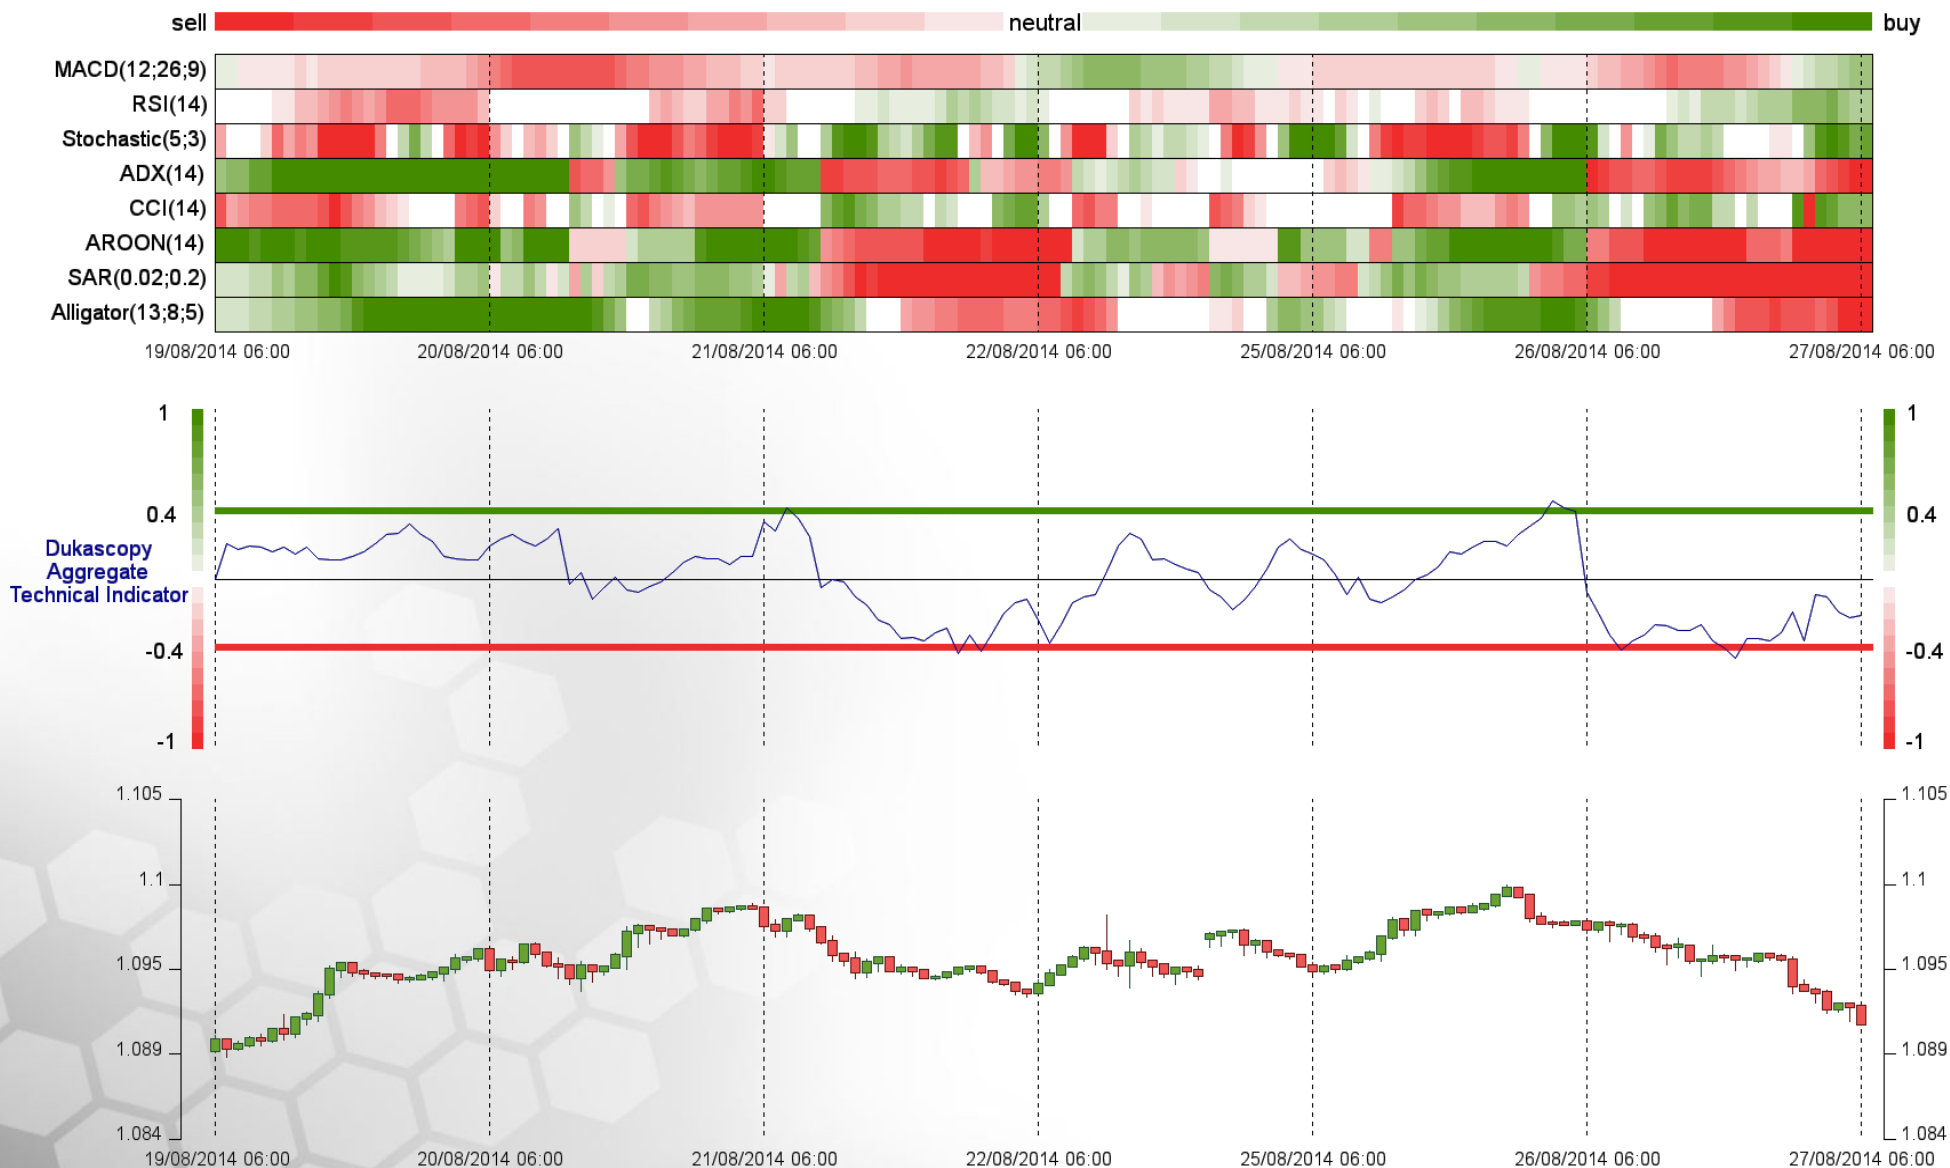 sell neutral buy
MACD(12;26;9)
RSI(14)
Stochastic(5;3)
ADX(14)
CCI(14)
AROON(14)
SAR(0.02;0.2)
Alligator(13;8;5)
19/08/2014 06:00 20/08/2014 06:00 21/08/2014 06:00 22/08/2014 06:00 25/08/2014 06:00 26/08/2014 06:00 27/08/2014 06:00
1 1
0.4 0.4
Dukascopy
Aggregate
Technical Indicator
-0.4 -0.4
-1 -1
1.105 1.105
1.1 1.1
1.095 1.095
1.089 1.089
1.084 1.084
19/08/2014 06:00 20/08/2014 06:00 21/08/2014 06:00 22/08/2014 06:00 25/08/2014 06:00 26/08/2014 06:00 27/08/2014 06:00